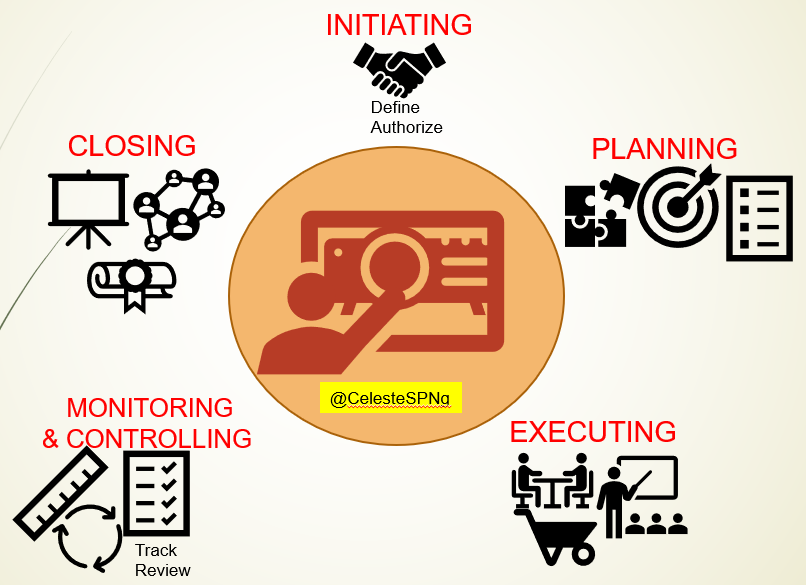 INITIATING
Define
Authorize
CLOSING
PLANNING
@CelesteSPNg
MONITORING
& CONTROLLING
EXECUTING
Track
Review